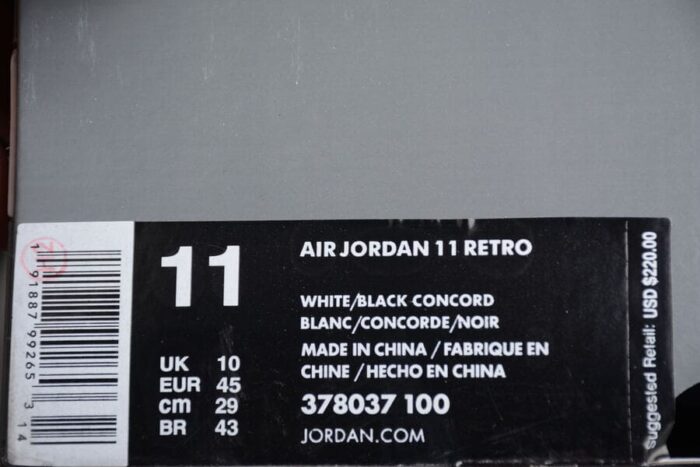 11
UK 10
EUR 45
cm 29
BR 43
AIR JORDAN 11 RETRO
WHITE/BLACK CONCORD
BLANC/CONCORDE/NOIR
MADE IN CHINA / FABRIQUE EN
CHINE / HECHO EN CHINA
378037 100
JORDAN.COM
Suggested Retail: USD $220.00
1 91887 99265 3 14